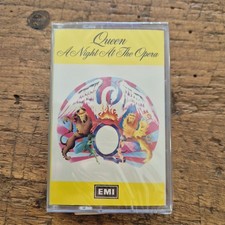 Queen
A Night At The Opera
EMI